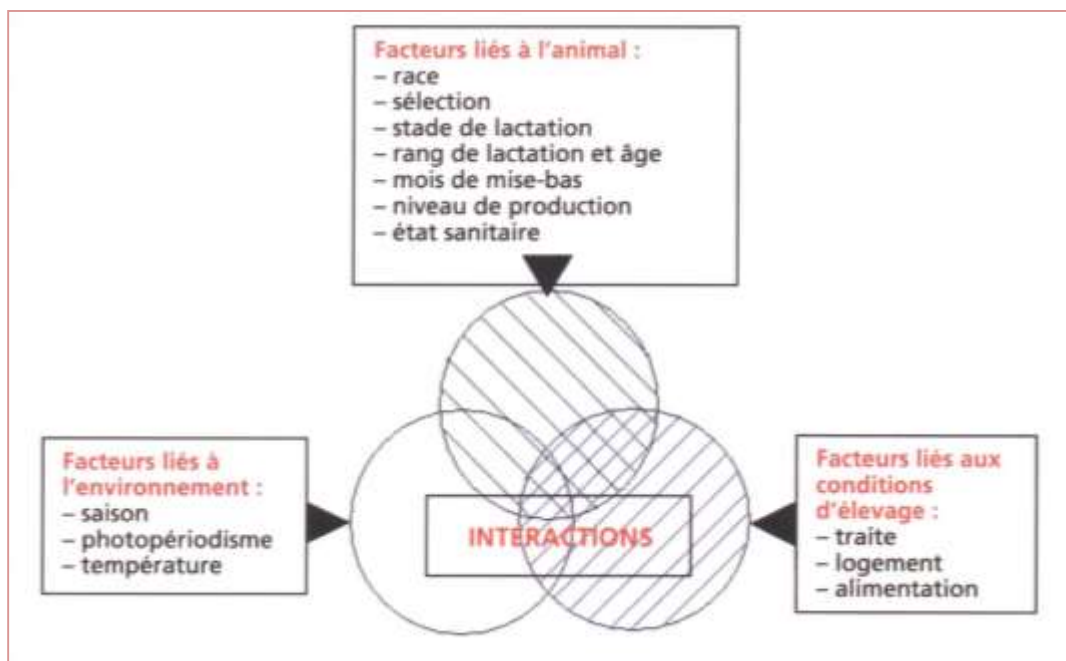 Facteurs liés à l'animal :
– race
– sélection
– stade de lactation
– rang de lactation et âge
– mois de mise-bas
– niveau de production
– état sanitaire
Facteurs liés à
l'environnement :
– saison
– photopériodisme
– température
INTERACTIONS
Facteurs liés aux
conditions
d'élevage :
– traite
– logement
– alimentation